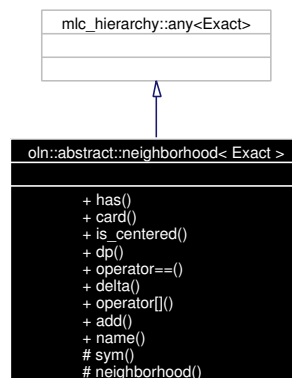 mlc_hierarchy::any<Exact>
oln::abstract::neighborhood< Exact >
+ has()
+ card()
+ is_centered()
+ dp()
+ operator==()
+ delta()
+ operator[]()
+ add()
+ name()
# sym()
# neighborhood()